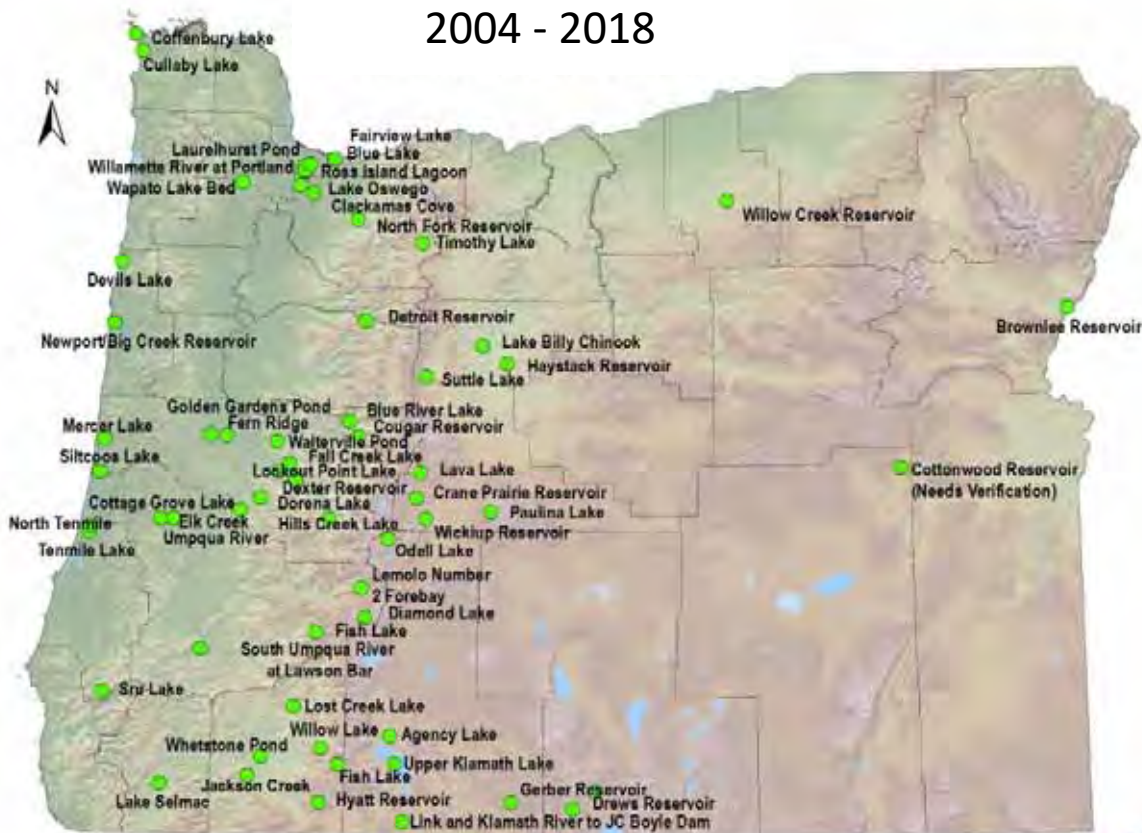 2004 - 2018
Coffenbury Lake
Cullaby Lake
N
Fairview Lake
Laurelhurst Pond
Blue Lake
Willamette River at Portland
Ross Island Lagoon
Wapato Lake Bed
Lake Oswego
Clackamas Cove
Willow Creek Reservoir
North Fork Reservoir
Timothy Lake
Devils Lake
Detroit Reservoir
Brownlee Reservoir
Newport/Big Creek Reservoir
Lake Billy Chinook
Haystack Reservoir
Suttle Lake
Golden Gardens Pond
Blue River Lake
Mercer Lake
Fern Ridge
Cougar Reservoir
Walterville Pond
Siltcoos Lake
Fall Creek Lake
Lookout Point Lake
Lava Lake
Cottonwood Reservoir
(Needs Verification)
Dexter Reservoir
Crane Prairie Reservoir
Cottage Grove Lake
Dorena Lake
Paulina Lake
North Tenmile
Elk Creek
Hills Creek Lake
Umpqua River
Wickiup Reservoir
Tenmile Lake
Odell Lake
Lemolo Number
2 Forebay
Diamond Lake
Fish Lake
South Umpqua River
at Lawson Bar
Sru Lake
Lost Creek Lake
Willow Lake
Agency Lake
Whetstone Pond
Upper Klamath Lake
Fish Lake
Jackson Creek
Gerber Reservoir
Lake Selmac
Hyatt Reservoir
Drews Reservoir
Link and Klamath River to JC Boyle Dam